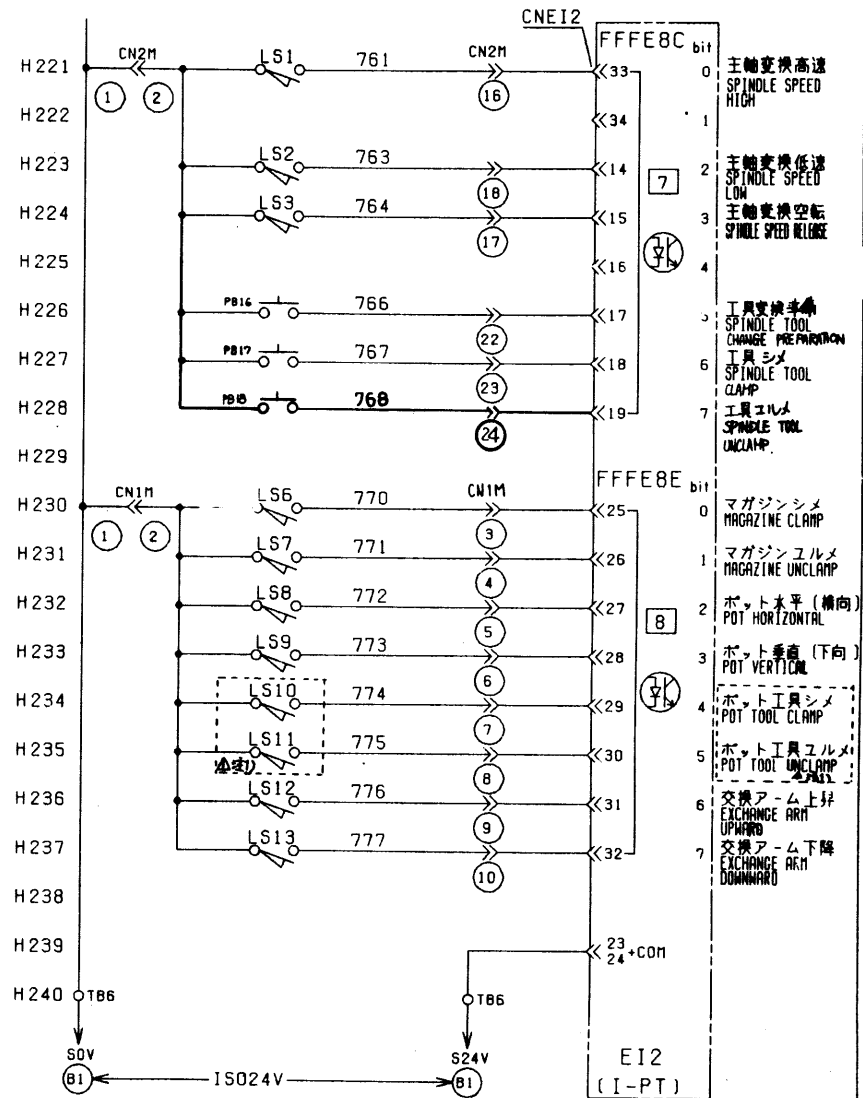 CNEI2
FFFE8C bit
H221 CN2M LS1 761 CN2M 33 0 主軸変換高速
1 2 16 SPINDLE SPEED
HIGH
H222 34 1
H223 LS2 763 14 2 主軸変換低速
18 7 SPINDLE SPEED
LOW
H224 LS3 764 15 3 主軸変換空転
17 SPINDLE SPEED RELEASE
H225 16 4
H226 PB16 766 17 工具変換準備
22 SPINDLE TOOL
CHANGE PREPARATION
H227 PB17 767 18 6 工具シメ
23 SPINDLE TOOL
CLAMP
H228 PB18 768 19 7 工具ユルメ
24 SPINDLE TOOL
UNCLAMP
H229
FFFE8E bit
H230 CN1M LS6 770 CN1M 25 0 マガジンシメ
1 2 3 MAGAZINE CLAMP
H231 LS7 771 26 1 マガジンユルメ
4 MAGAZINE UNCLAMP
H232 LS8 772 27 2 ポット水平(横向)
5 8 POT HORIZONTAL
H233 LS9 773 28 3 ポット垂直(下向)
6 POT VERTICAL
H234 LS10 774 29 4 ポット工具シメ
7 POT TOOL CLAMP
H235 LS11 775 30 5 ポット工具ユルメ
8 POT TOOL UNCLAMP
H236 LS12 776 31 6 交換アーム上昇
9 EXCHANGE ARM
UPWARD
H237 LS13 777 32 7 交換アーム下降
10 EXCHANGE ARM
DOWNWARD
H238
H239 23
24 +COM
H240 TB6 TB6
S0V S24V EI2
B1 ISO24V B1 (I-PT)